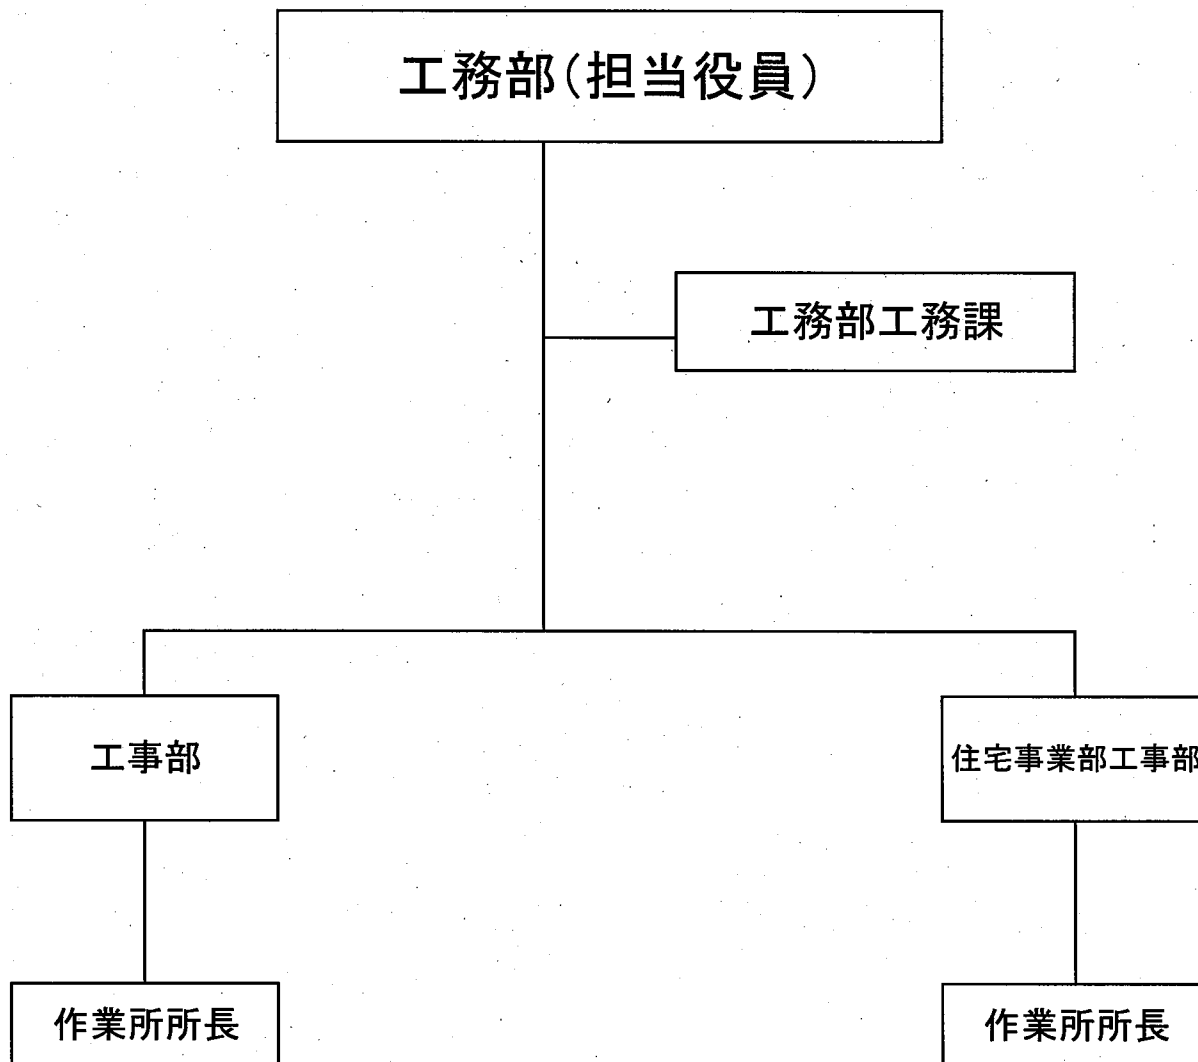 工務部(担当役員)
工務部工務課
工事部
住宅事業部工事部
作業所所長
作業所所長